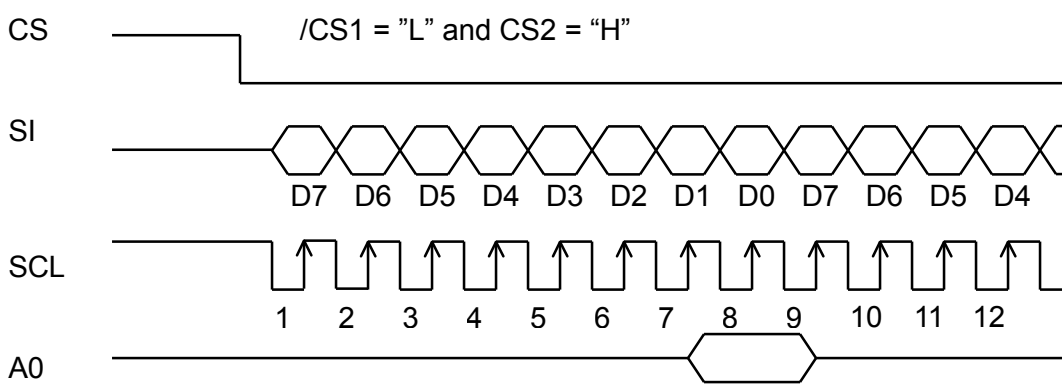 CS /CS1 = ”L” and CS2 = “H”
SI
D7 D6 D5 D4 D3 D2 D1 D0 D7 D6 D5 D4
SCL
1 2 3 4 5 6 7 8 9 10 11 12
A0